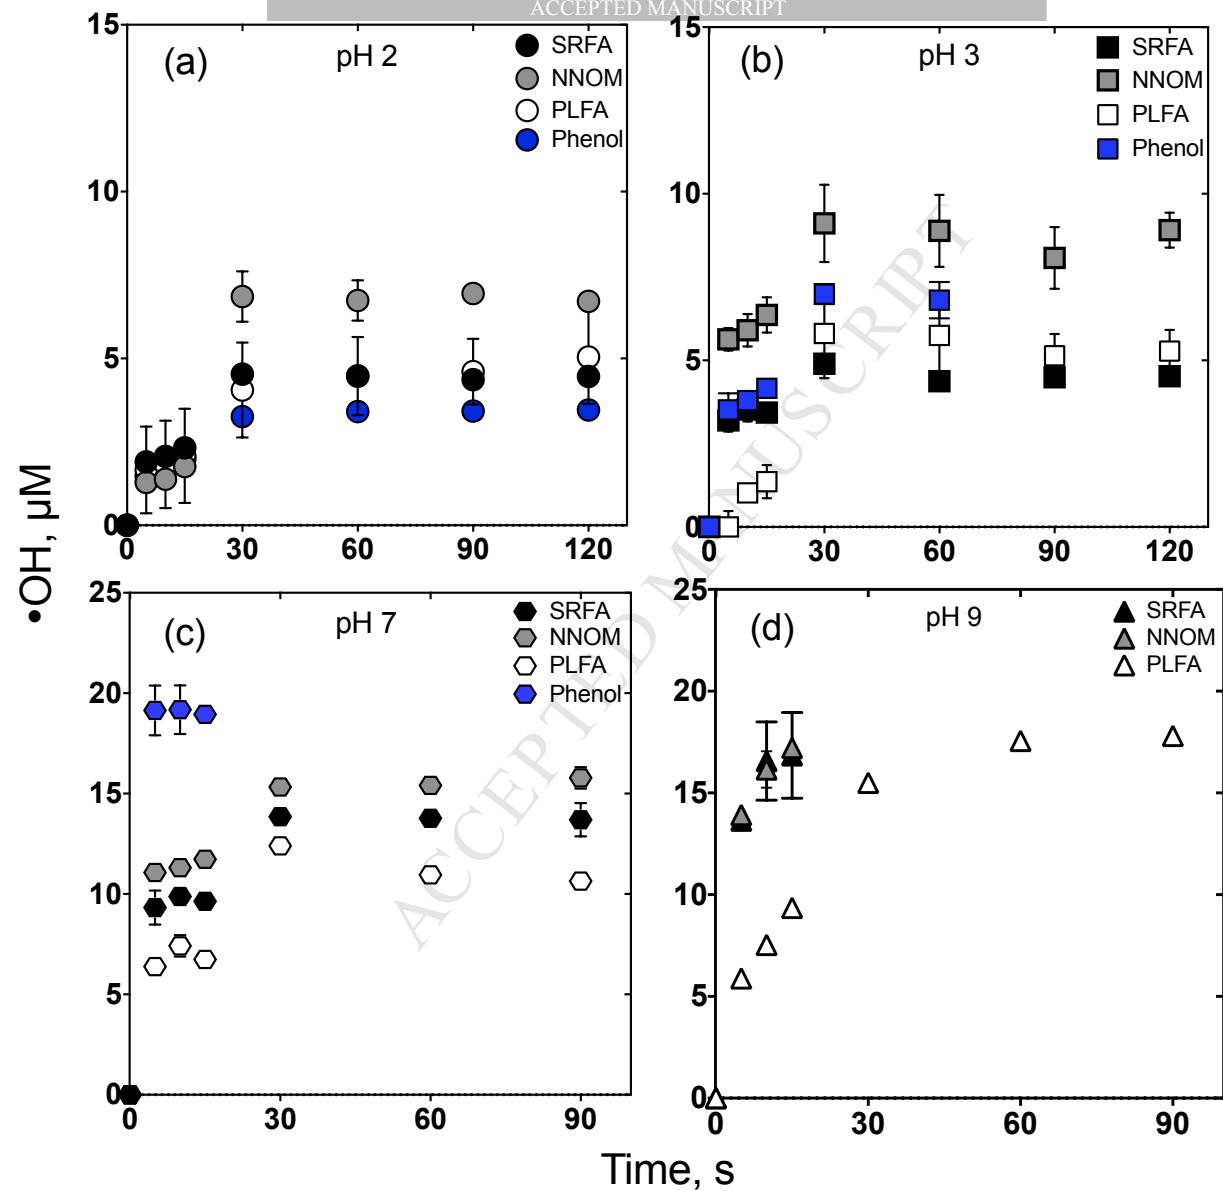 ACCEPTED MANUSCRIPT
(a)
pH 2
SRFA
NNOM
PLFA
Phenol
15
10
5
0
0 30 60 90 120
(b)
pH 3
SRFA
NNOM
PLFA
Phenol
15
10
5
0
0 30 60 90 120
•OH, µM
(c)
pH 7
SRFA
NNOM
PLFA
Phenol
25
20
15
10
5
0
0 30 60 90
(d)
pH 9
SRFA
NNOM
PLFA
25
20
15
10
5
0
0 30 60 90
Time, s
ACCEPTED MANUSCRIPT